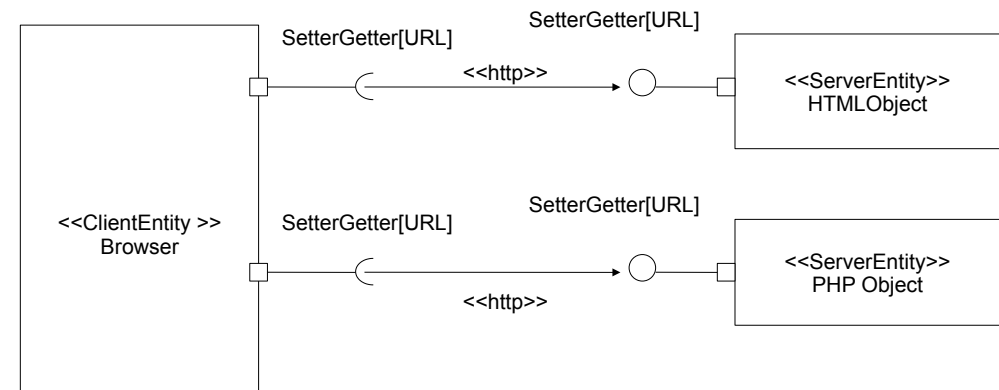 SetterGetter[URL]
SetterGetter[URL]
<<http>>
<<ServerEntity>>
HTMLObject
<<ClientEntity >>
Browser
SetterGetter[URL]
SetterGetter[URL]
<<http>>
<<ServerEntity>>
PHP Object